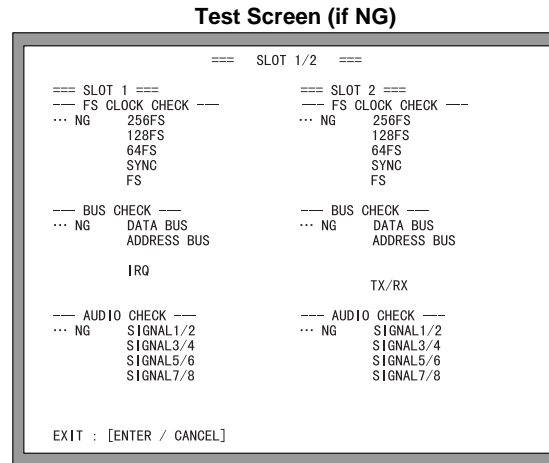 Test Screen (if NG)
=== SLOT 1/2 ===
=== SLOT 1 === === SLOT 2 ===
--- FS CLOCK CHECK --- --- FS CLOCK CHECK ---
… NG 256FS … NG 256FS
128FS 128FS
64FS 64FS
SYNC SYNC
FS FS
--- BUS CHECK --- --- BUS CHECK ---
… NG DATA BUS … NG DATA BUS
ADDRESS BUS ADDRESS BUS
IRQ
TX/RX
--- AUDIO CHECK --- --- AUDIO CHECK ---
… NG SIGNAL1/2 … NG SIGNAL1/2
SIGNAL3/4 SIGNAL3/4
SIGNAL5/6 SIGNAL5/6
SIGNAL7/8 SIGNAL7/8
EXIT : [ENTER / CANCEL]